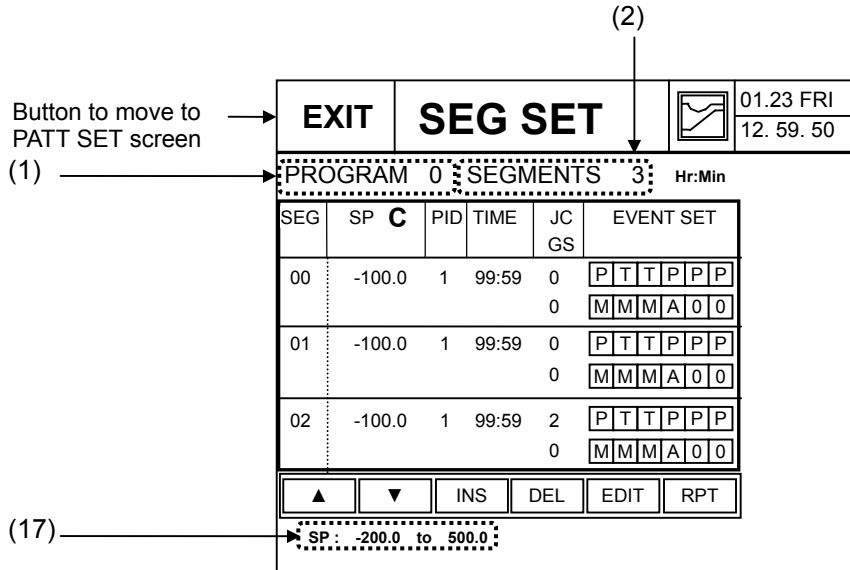 (2)
Button to move to
PATT SET screen
EXIT SEG SET 01.23 FRI
12. 59. 50
(1)
PROGRAM 0 SEGMENTS 3 Hr:Min
SEG SP C PID TIME JC EVENT SET
GS
00 -100.0 1 99:59 0 P T T P P P
0 M M M A 0 0
01 -100.0 1 99:59 0 P T T P P P
0 M M M A 0 0
02 -100.0 1 99:59 2 P T T P P P
0 M M M A 0 0
▲ ▼ INS DEL EDIT RPT
(17)
SP : -200.0 to 500.0